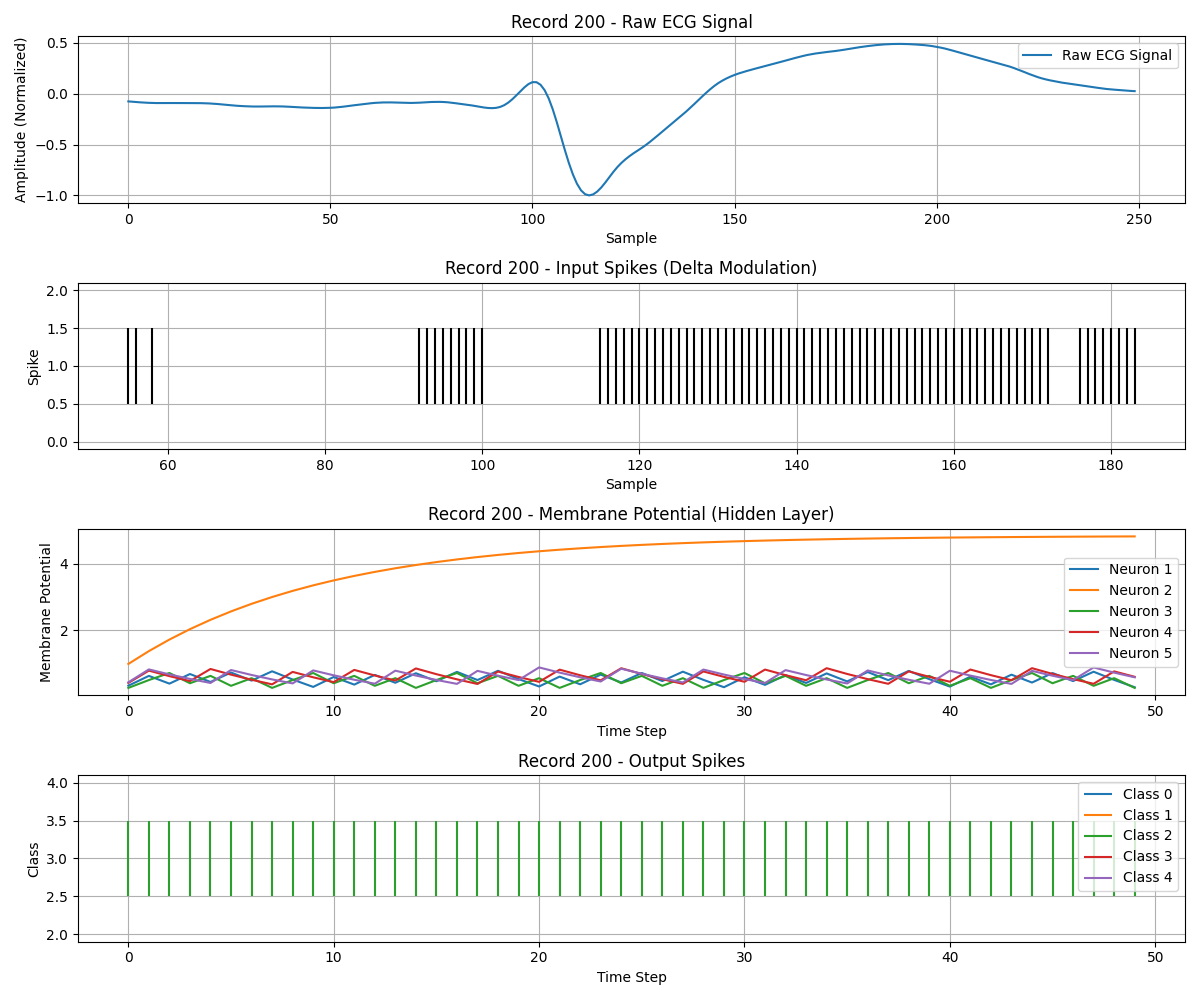 Record 200 - Raw ECG Signal
Amplitude (Normalized)
0.5
0.0
−0.5
−1.0
Raw ECG Signal
0 50 100 150 200 250
Sample
Record 200 - Input Spikes (Delta Modulation)
Spike
2.0
1.5
1.0
0.5
0.0
60 80 100 120 140 160 180
Sample
Record 200 - Membrane Potential (Hidden Layer)
Membrane Potential
4
2
Neuron 1
Neuron 2
Neuron 3
Neuron 4
Neuron 5
0 10 20 30 40 50
Time Step
Record 200 - Output Spikes
Class
4.0
3.5
3.0
2.5
2.0
Class 0
Class 1
Class 2
Class 3
Class 4
0 10 20 30 40 50
Time Step